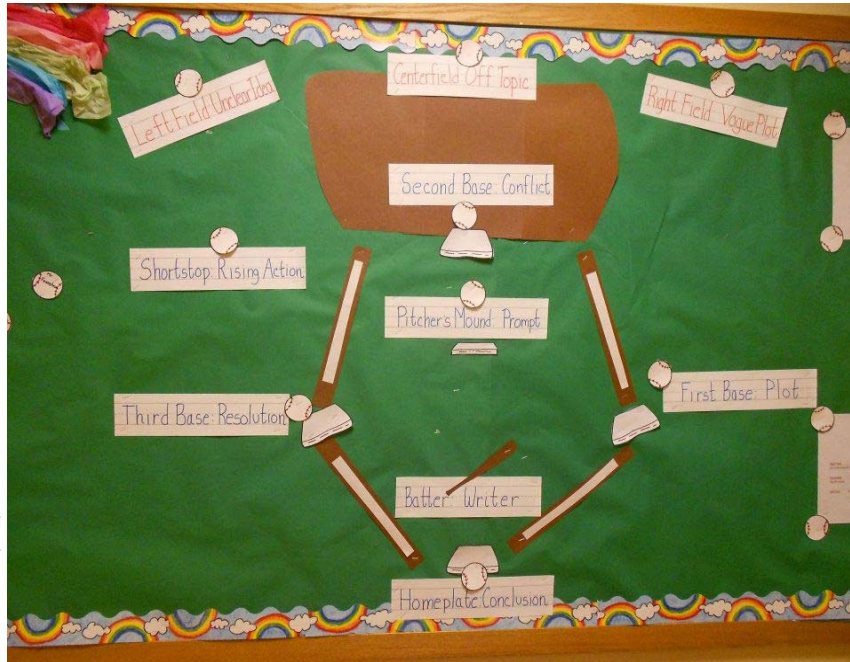 Centerfield Off Topic
Left Field Unclear Idea
Right Field Vogue Plot
Second Base: Conflict
Shortstop: Rising Action
Pitcher's Mound: Prompt
First Base: Plot
Third Base: Resolution
Batter: Writer
Homeplate: Conclusion